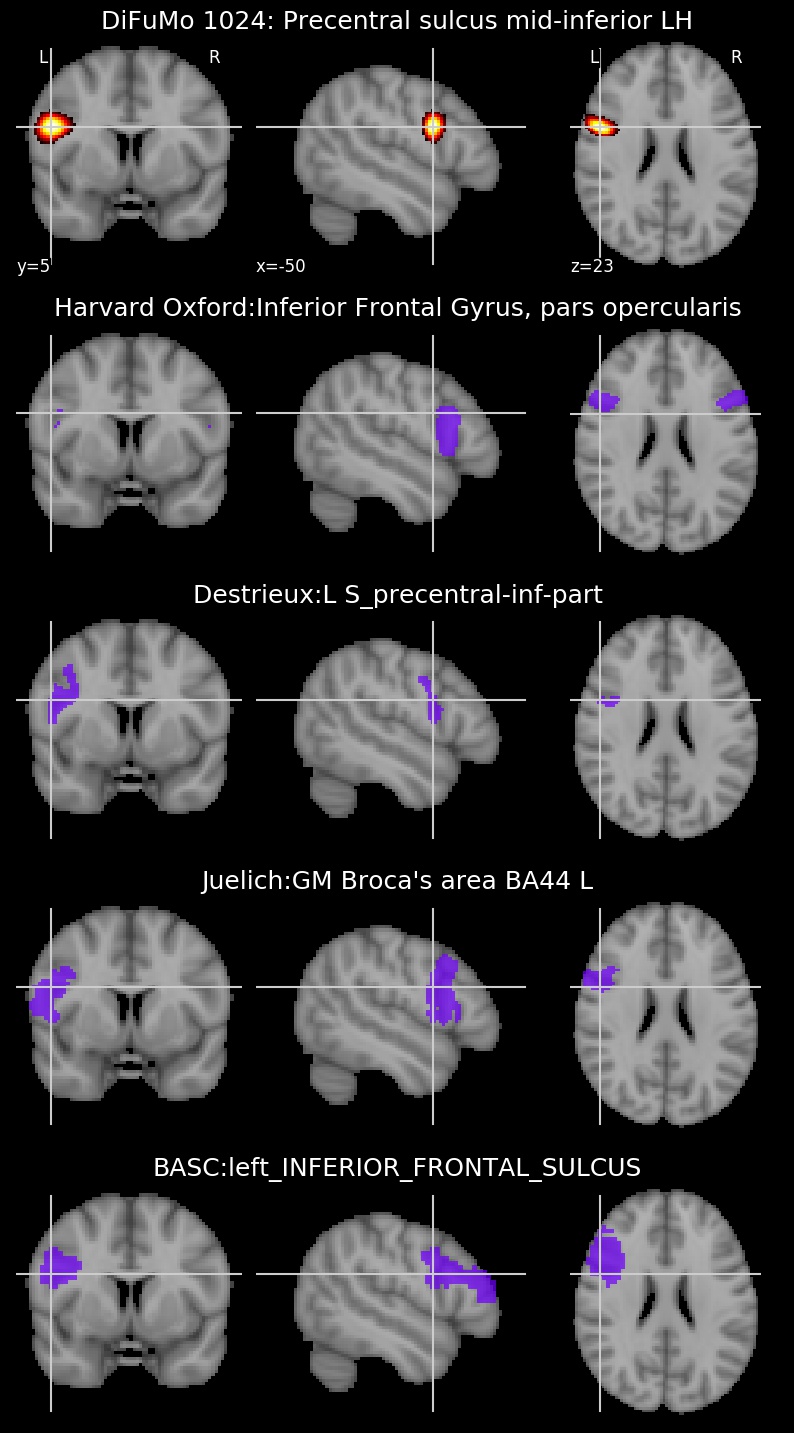 DiFuMo 1024: Precentral sulcus mid-inferior LH
L R L R
y=5 x=-50 z=23
Harvard Oxford:Inferior Frontal Gyrus, pars opercularis
Destrieux:L S_precentral-inf-part
Juelich:GM Broca's area BA44 L
BASC:left_INFERIOR_FRONTAL_SULCUS